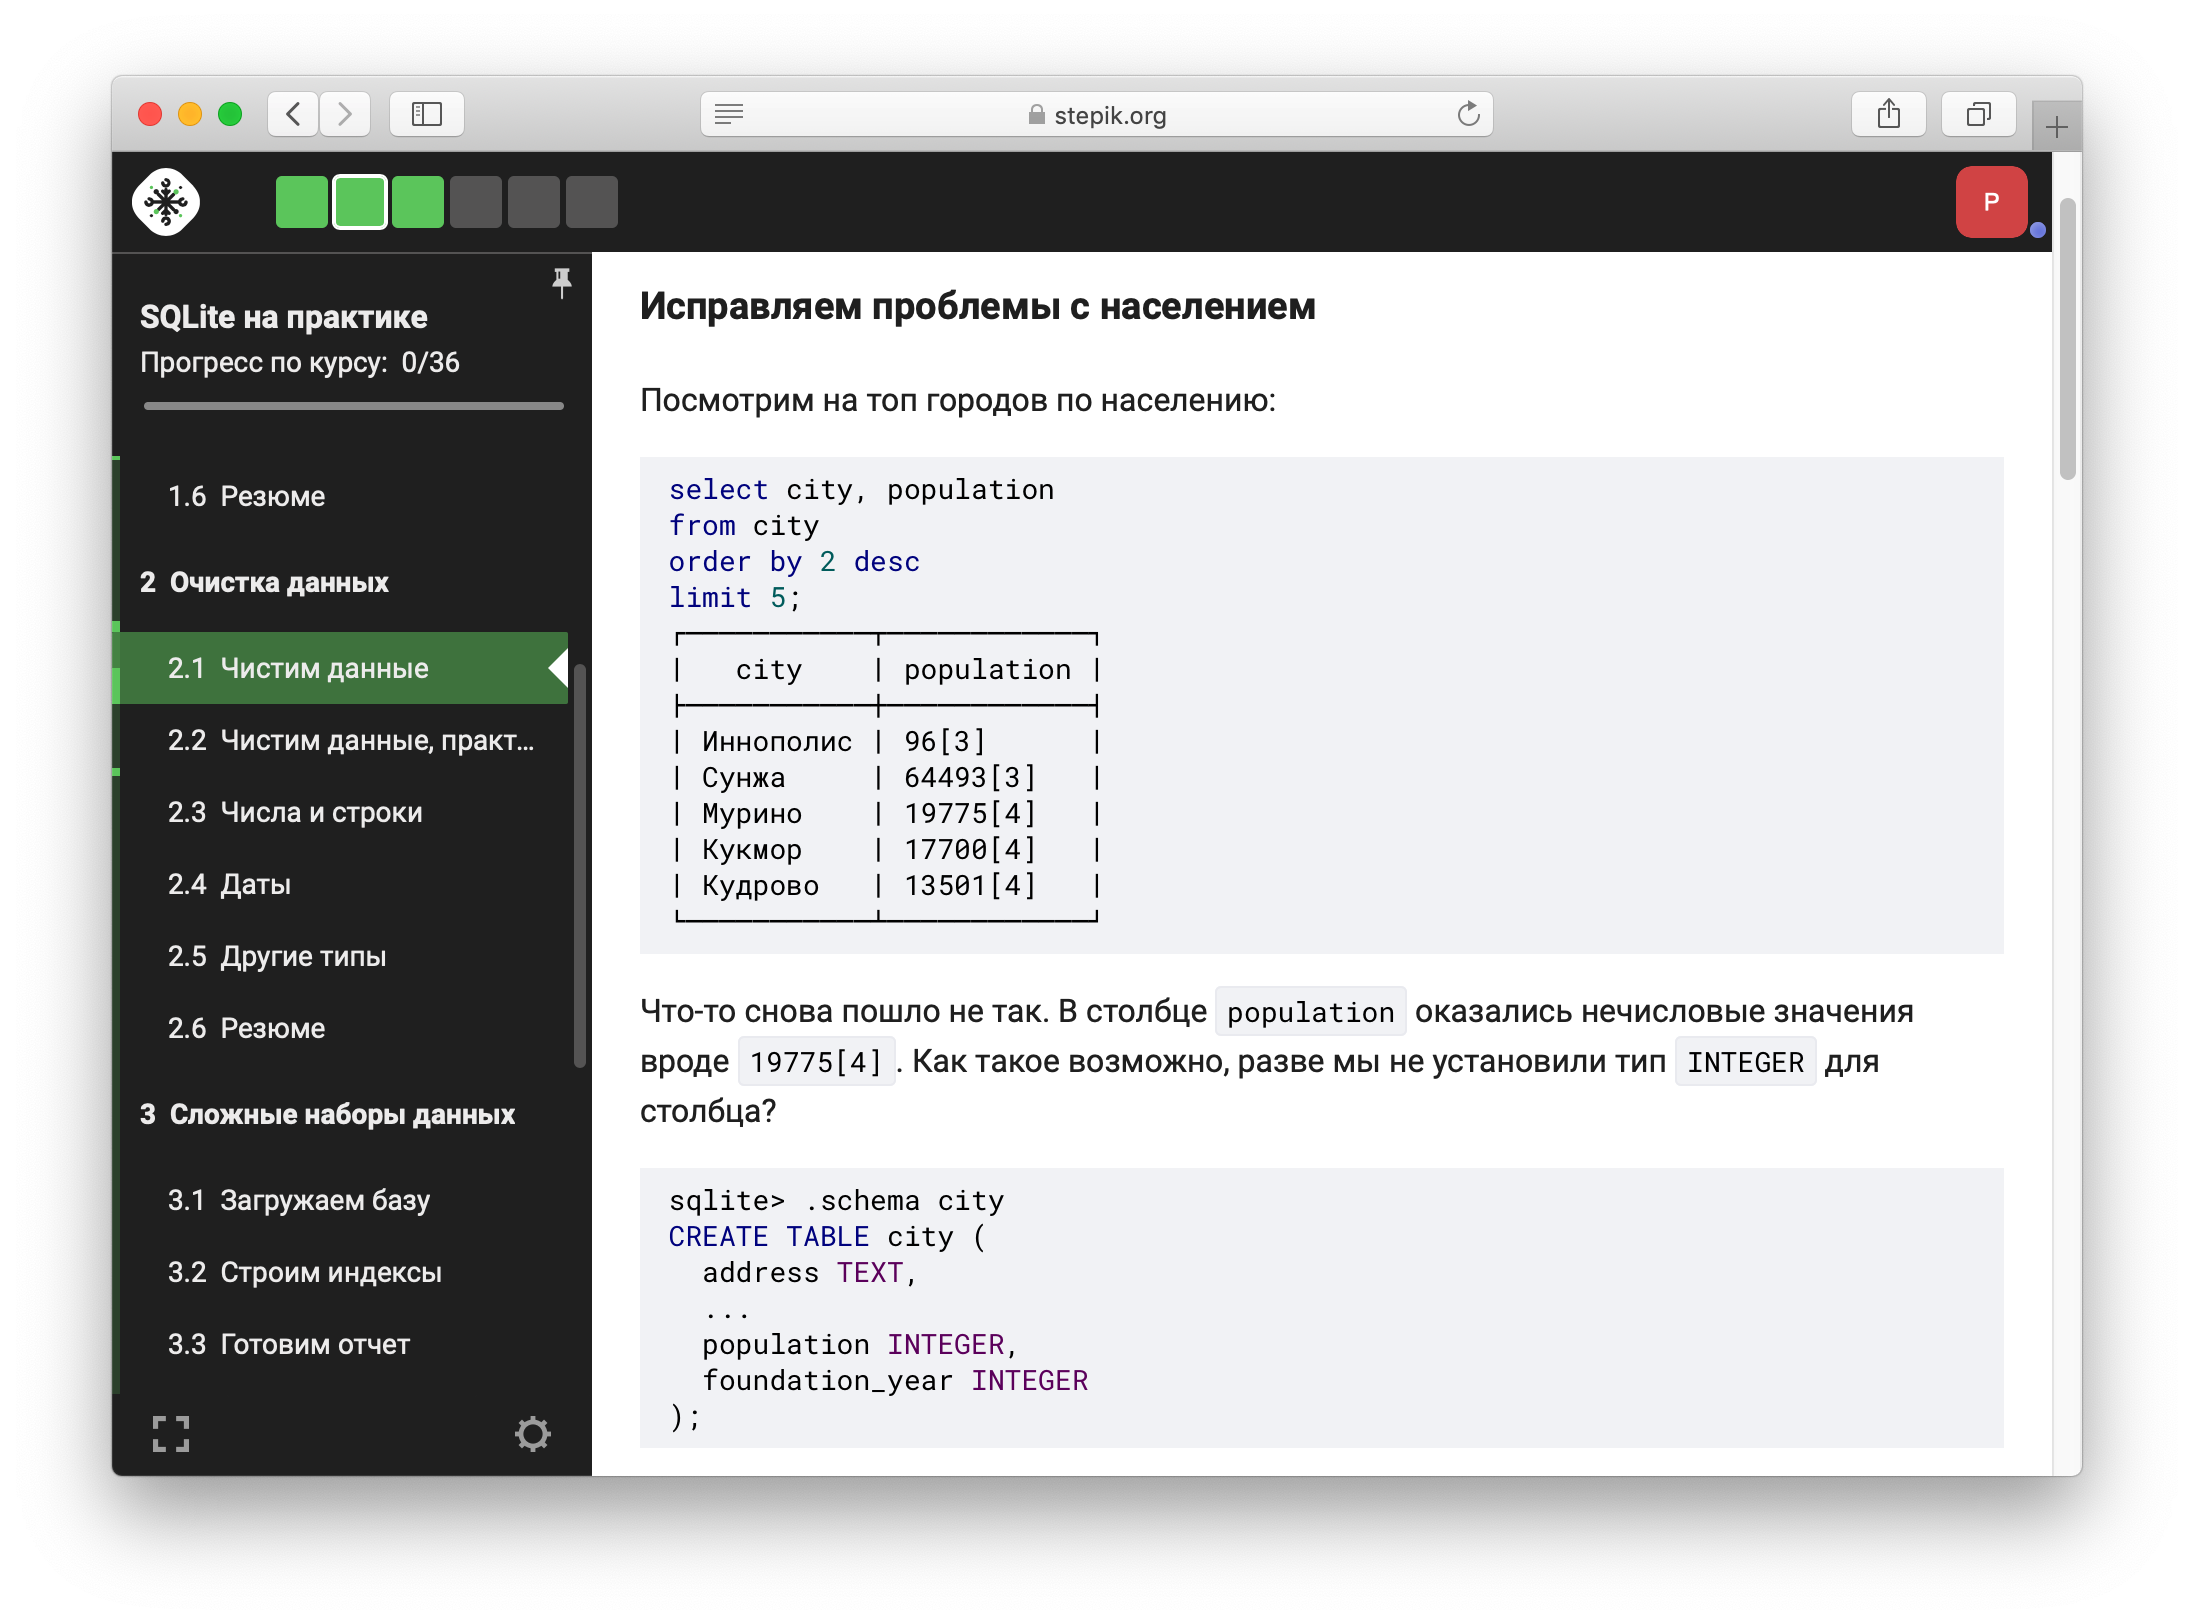 stepik.org
P
SQLite на практике
Прогресс по курсу: 0/36
1.6 Резюме
2 Очистка данных
2.1 Чистим данные
2.2 Чистим данные, практ...
2.3 Числа и строки
2.4 Даты
2.5 Другие типы
2.6 Резюме
3 Сложные наборы данных
3.1 Загружаем базу
3.2 Строим индексы
3.3 Готовим отчет
Исправляем проблемы с населением
Посмотрим на топ городов по населению:
select city, population
from city
order by 2 desc
limit 5;
city | population
Иннополис | 96[3]
Сунжа | 64493[3]
Мурино | 19775[4]
Кукмор | 17700[4]
Кудрово | 13501[4]
Что-то снова пошло не так. В столбце population оказались нечисловые значения
вроде 19775[4]. Как такое возможно, разве мы не установили тип INTEGER для
столбца?
sqlite> .schema city
CREATE TABLE city (
address TEXT,
...
population INTEGER,
foundation_year INTEGER
);